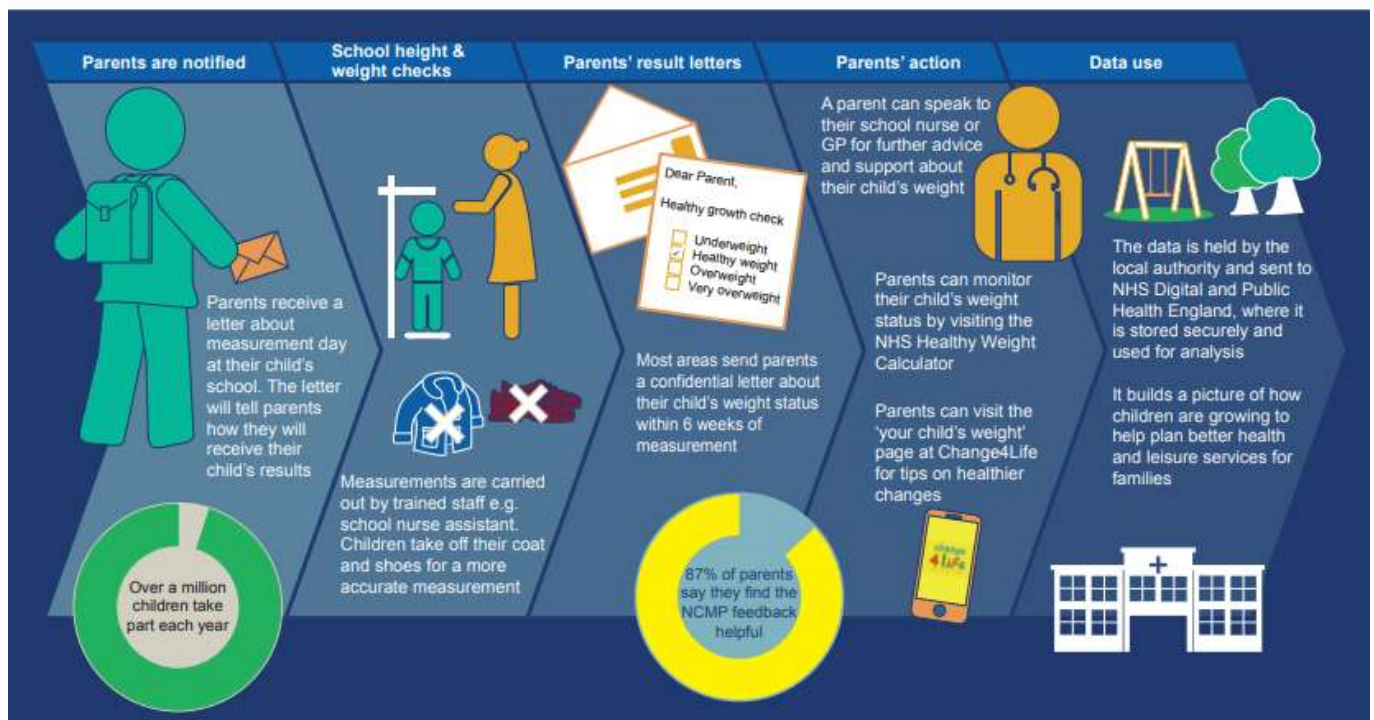 Parents are notified
School height &
weight checks
Parents' result letters
Parents' action
Data use
Parents receive a
letter about
measurement day
at their child's
school. The letter
will tell parents
how they will
receive their
child's results
Over a million
children take
part each year
Measurements are carried
out by trained staff e.g.
school nurse assistant.
Children take off their coat
and shoes for a more
accurate measurement
Dear Parent,
Healthy growth check
Underweight
Healthy weight
Overweight
Very overweight
Most areas send parents
a confidential letter about
their child's weight status
within 6 weeks of
measurement
87% of parents
say they find the
NCMP feedback
helpful
A parent can speak to
their school nurse or
GP for further advice
and support about
their child's weight
Parents can monitor
their child's weight
status by visiting the
NHS Healthy Weight
Calculator
Parents can visit the
'your child's weight'
page at Change4Life
for tips on healthier
changes
change
4Life
The data is held by the
local authority and sent to
NHS Digital and Public
Health England, where it
is stored securely and
used for analysis
It builds a picture of how
children are growing to
help plan better health
and leisure services for
families